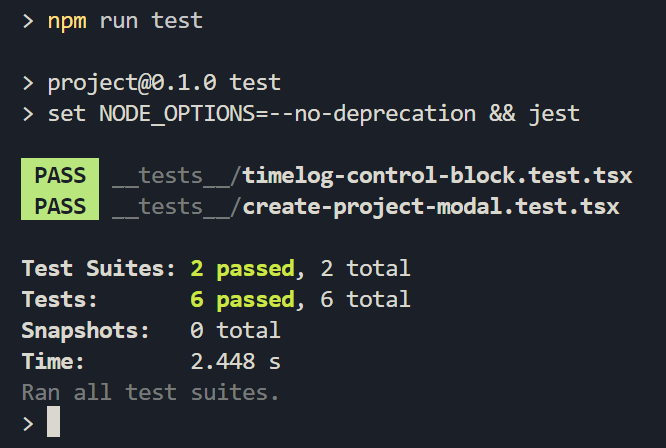 > npm run test
> project@0.1.0 test
> set NODE_OPTIONS=--no-deprecation && jest
PASS __tests__/timelog-control-block.test.tsx
PASS __tests__/create-project-modal.test.tsx
Test Suites: 2 passed, 2 total
Tests: 6 passed, 6 total
Snapshots: 0 total
Time: 2.448 s
Ran all test suites.
>